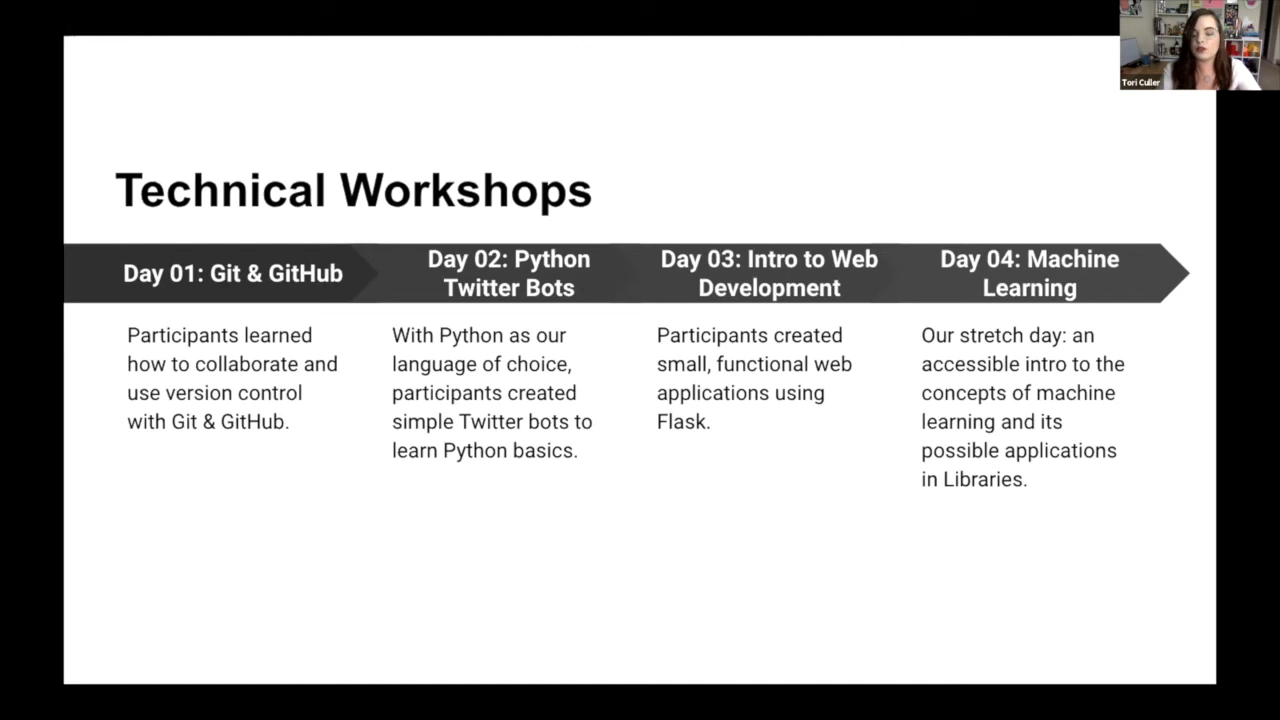 Tori Culler
Technical Workshops
Day 01: Git & GitHub
Participants learned
how to collaborate and
use version control
with Git & GitHub.
Day 02: Python
Twitter Bots
With Python as our
language of choice,
participants created
simple Twitter bots to
learn Python basics.
Day 03: Intro to Web
Development
Participants created
small, functional web
applications using
Flask.
Day 04: Machine
Learning
Our stretch day: an
accessible intro to the
concepts of machine
learning and its
possible applications
in Libraries.